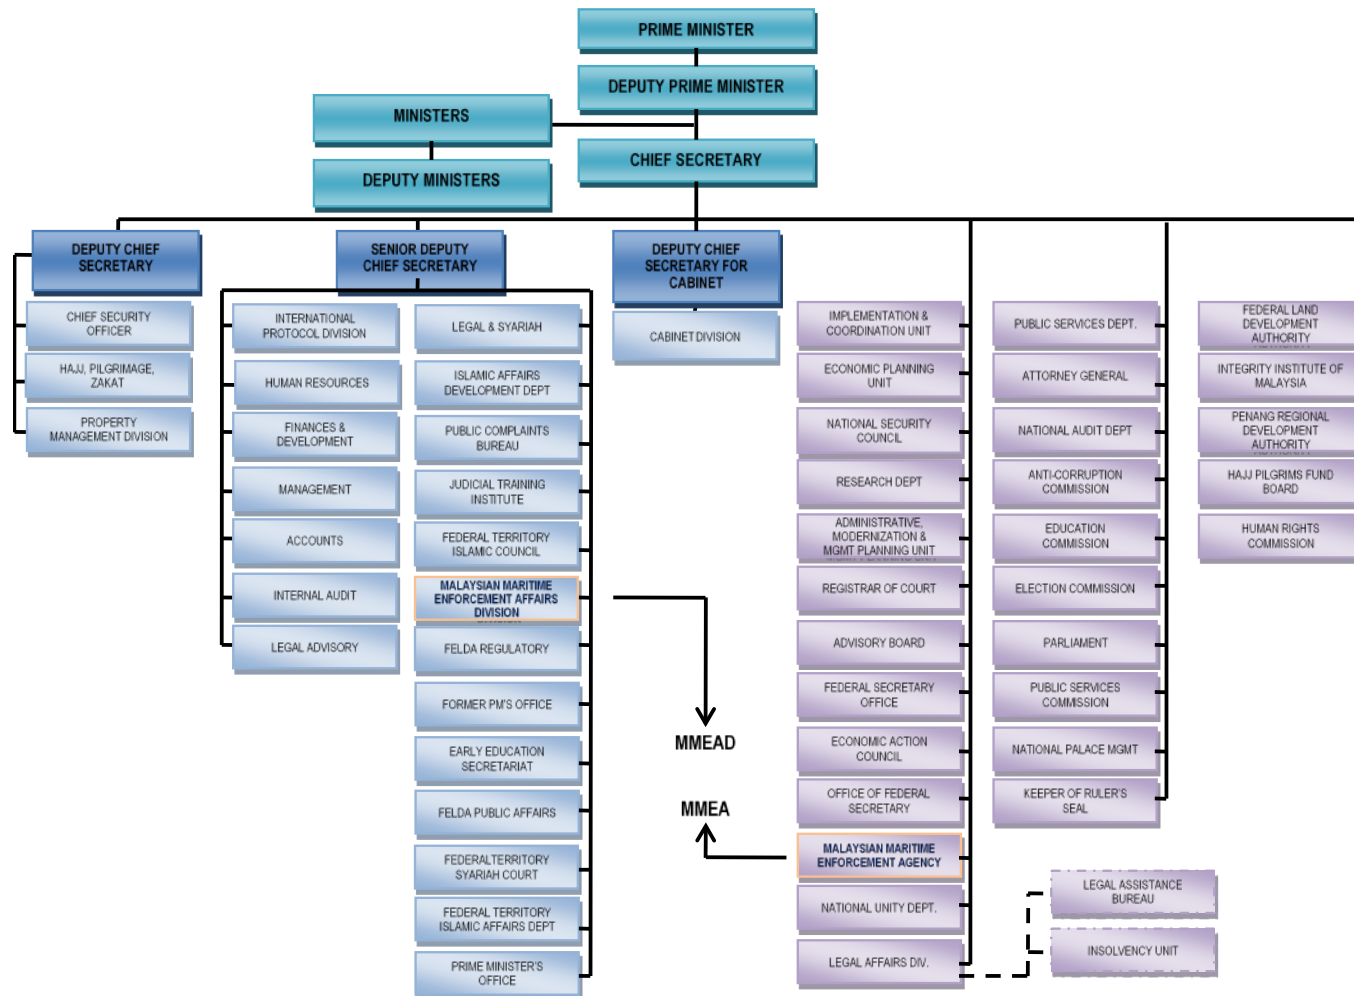 PRIME MINISTER
DEPUTY PRIME MINISTER
MINISTERS
CHIEF SECRETARY
DEPUTY MINISTERS
DEPUTY CHIEF
SECRETARY
CHIEF SECURITY
OFFICER
HAJJ, PILGRIMAGE,
ZAKAT
PROPERTY
MANAGEMENT DIVISION
SENIOR DEPUTY
CHIEF SECRETARY
INTERNATIONAL
PROTOCOL DIVISION
HUMAN RESOURCES
FINANCES &
DEVELOPMENT
MANAGEMENT
ACCOUNTS
INTERNAL AUDIT
LEGAL ADVISORY
LEGAL & SYARIAH
ISLAMIC AFFAIRS
DEVELOPMENT DEPT
PUBLIC COMPLAINTS
BUREAU
JUDICIAL TRAINING
INSTITUTE
FEDERAL TERRITORY
ISLAMIC COUNCIL
MALAYSIAN MARITIME
ENFORCEMENT AFFAIRS
DIVISION
FELDA REGULATORY
FORMER PM'S OFFICE
EARLY EDUCATION
SECRETARIAT
FELDA PUBLIC AFFAIRS
FEDERALTERRITORY
SYARIAH COURT
FEDERAL TERRITORY
ISLAMIC AFFAIRS DEPT
PRIME MINISTER'S
OFFICE
DEPUTY CHIEF
SECRETARY FOR
CABINET
CABINET DIVISION
MMEAD
MMEA
IMPLEMENTATION &
COORDINATION UNIT
ECONOMIC PLANNING
UNIT
NATIONAL SECURITY
COUNCIL
RESEARCH DEPT
ADMINISTRATIVE,
MODERNIZATION &
MGMT PLANNING UNIT
REGISTRAR OF COURT
ADVISORY BOARD
FEDERAL SECRETARY
OFFICE
ECONOMIC ACTION
COUNCIL
OFFICE OF FEDERAL
SECRETARY
MALAYSIAN MARITIME
ENFORCEMENT AGENCY
NATIONAL UNITY DEPT.
LEGAL AFFAIRS DIV.
PUBLIC SERVICES DEPT.
ATTORNEY GENERAL
NATIONAL AUDIT DEPT
ANTI-CORRUPTION
COMMISSION
EDUCATION
COMMISSION
ELECTION COMMISSION
PARLIAMENT
PUBLIC SERVICES
COMMISSION
NATIONAL PALACE MGMT
KEEPER OF RULER'S
SEAL
LEGAL ASSISTANCE
BUREAU
INSOLVENCY UNIT
FEDERAL LAND
DEVELOPMENT
AUTHORITY
INTEGRITY INSTITUTE OF
MALAYSIA
PENANG REGIONAL
DEVELOPMENT
AUTHORITY
HAJJ PILGRIMS FUND
BOARD
HUMAN RIGHTS
COMMISSION